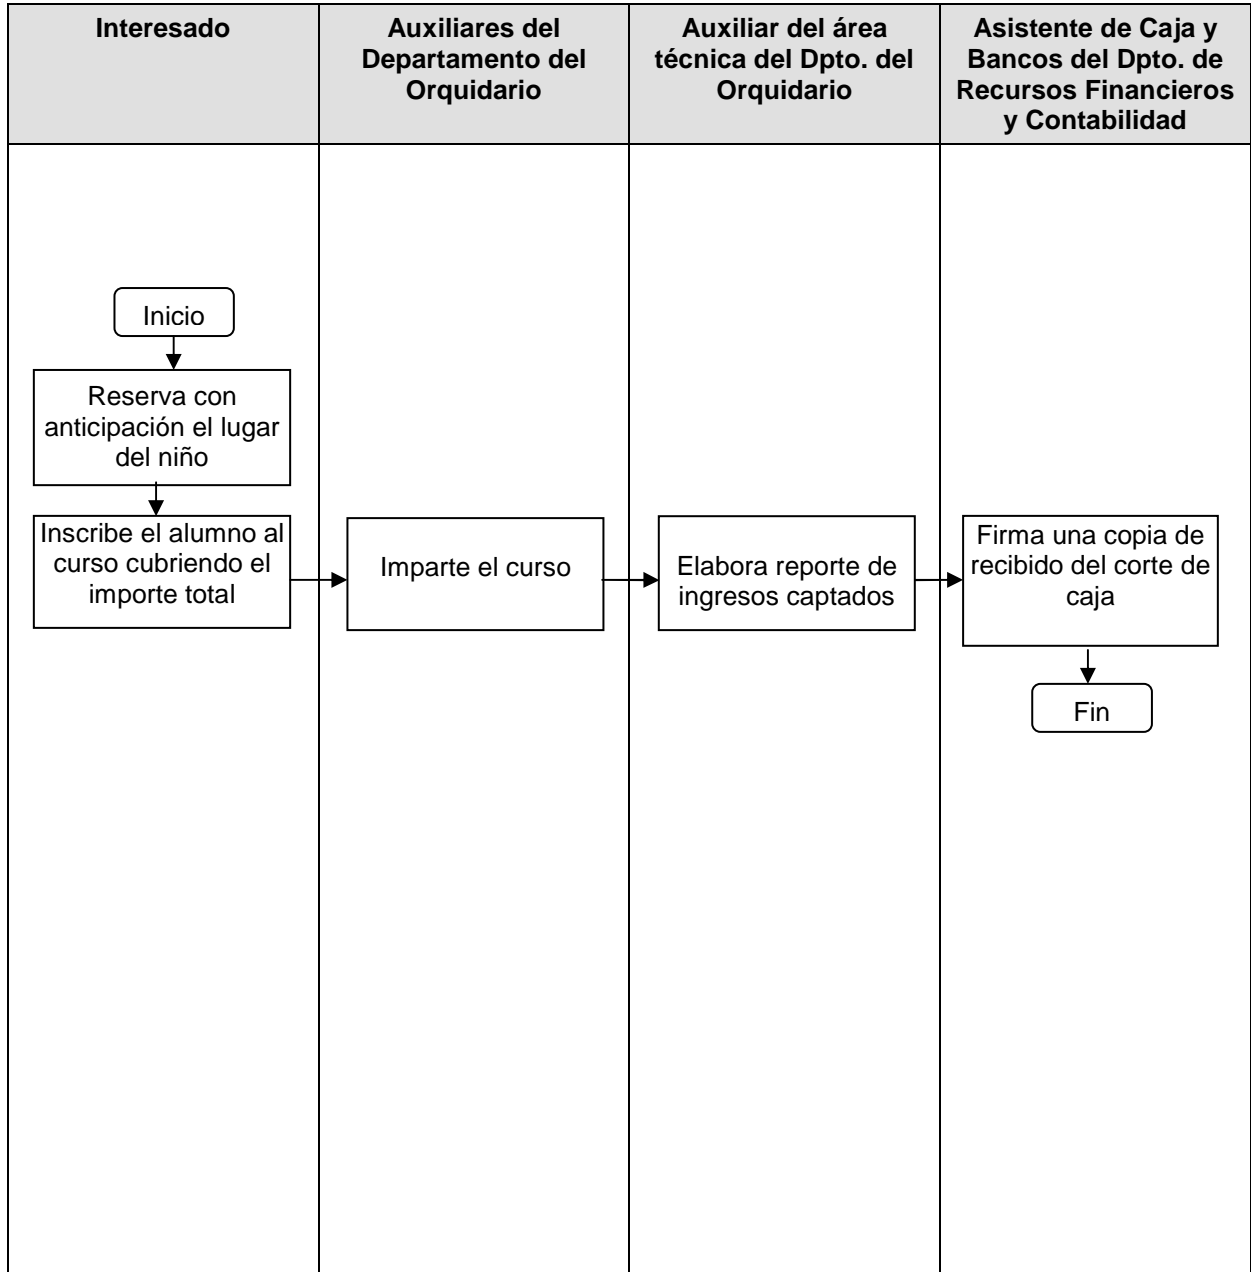 Interesado
Auxiliares del
Departamento del
Orquidario
Auxiliar del área
técnica del Dpto. del
Orquidario
Asistente de Caja y
Bancos del Dpto. de
Recursos Financieros
y Contabilidad
Inicio
Reserva con
anticipación el lugar
del niño
Inscribe el alumno al
curso cubriendo el
importe total
Imparte el curso
Elabora reporte de
ingresos captados
Firma una copia de
recibido del corte de
caja
Fin